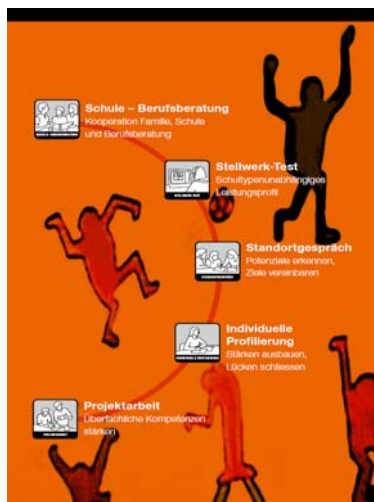 Schule – Berufsberatung
Kooperation Familie, Schule
und Berufsberatung
Stellwerk-Test
Schultypenunabhängiges
Leistungsprofil
Standortgespräch
Potenziale erkennen,
Ziele vereinbaren
Individuelle
Profilierung
Stärken ausbauen,
Lücken schliessen
Projektarbeit
Überfachliche Kompetenzen
stärken